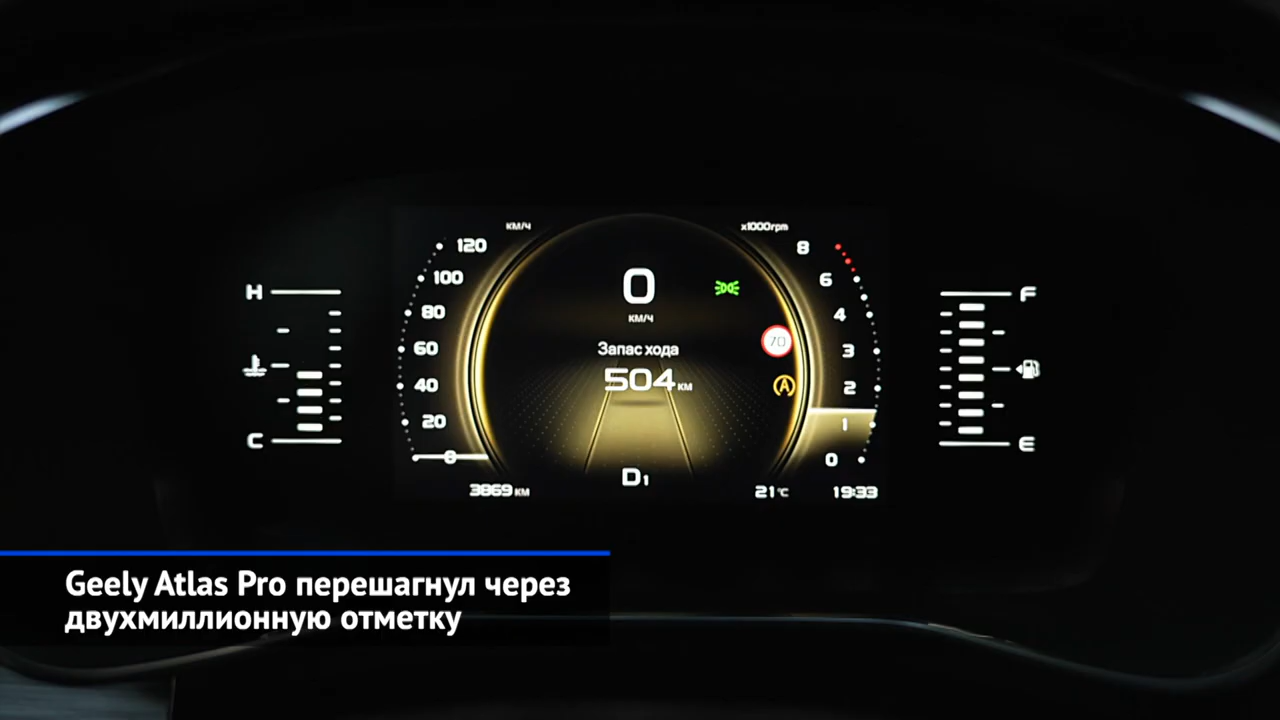 км/ч
x1000rpm
120
100
80
60
40
20
0
0
км/ч
Запас хода
504 км
D1
70
A
8
6
4
3
2
1
0
H
C
F
E
3869 км
21°C
19:33
Geely Atlas Pro перешагнул через
двухмиллионную отметку